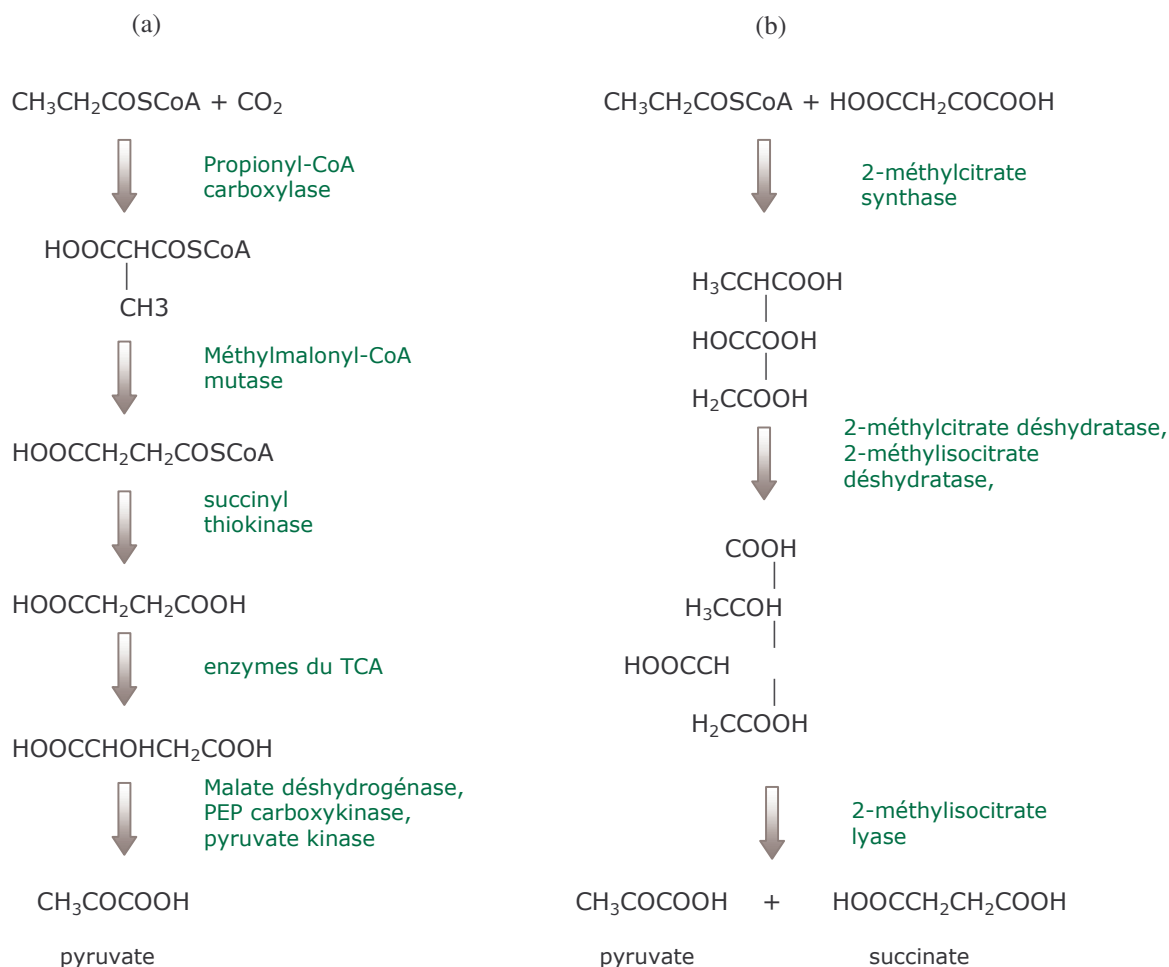 (a)
CH₃CH₂COSCoA + CO₂
Propionyl-CoA
carboxylase
HOOCCHCOSCoA
CH3
Méthylmalonyl-CoA
mutase
HOOCCH₂CH₂COSCoA
succinyl
thiokinase
HOOCCH₂CH₂COOH
enzymes du TCA
HOOCCHOHCH₂COOH
Malate déshydrogénase,
PEP carboxykinase,
pyruvate kinase
CH₃COCOOH
pyruvate
(b)
CH₃CH₂COSCoA + HOOCCH₂COCOOH
2-méthylcitrate
synthase
H₃CCHCOOH
HOCCOOH
H₂CCOOH
2-méthylcitrate déshydratase,
2-méthylisocitrate
déshydratase,
COOH
H₃CCOH
HOOCCH
H₂CCOOH
2-méthylisocitrate
lyase
CH₃COCOOH + HOOCCH₂CH₂COOH
pyruvate succinate